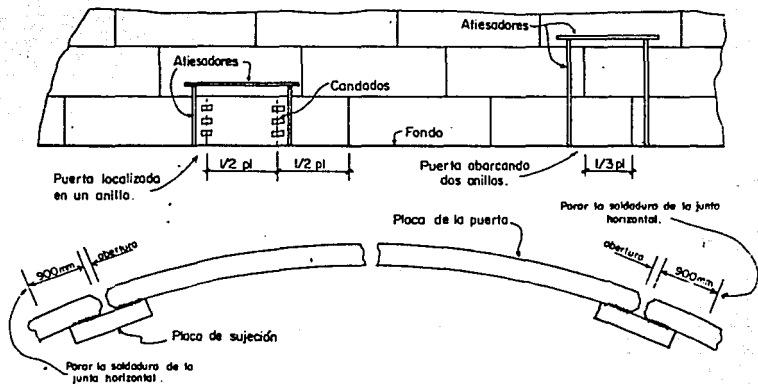 Atiesadores
Atiesadores
Candados
Fondo
1/2 pl
1/2 pl
1/3 pl
Puerta localizada
en un anillo.
Puerta abarcando
dos anillos.
Parar la soldadura de la junta
horizontal.
Placa de la puerta
900mm
abertura
abertura
900mm
Placa de sujeción
Parar la soldadura de la
junta horizontal.